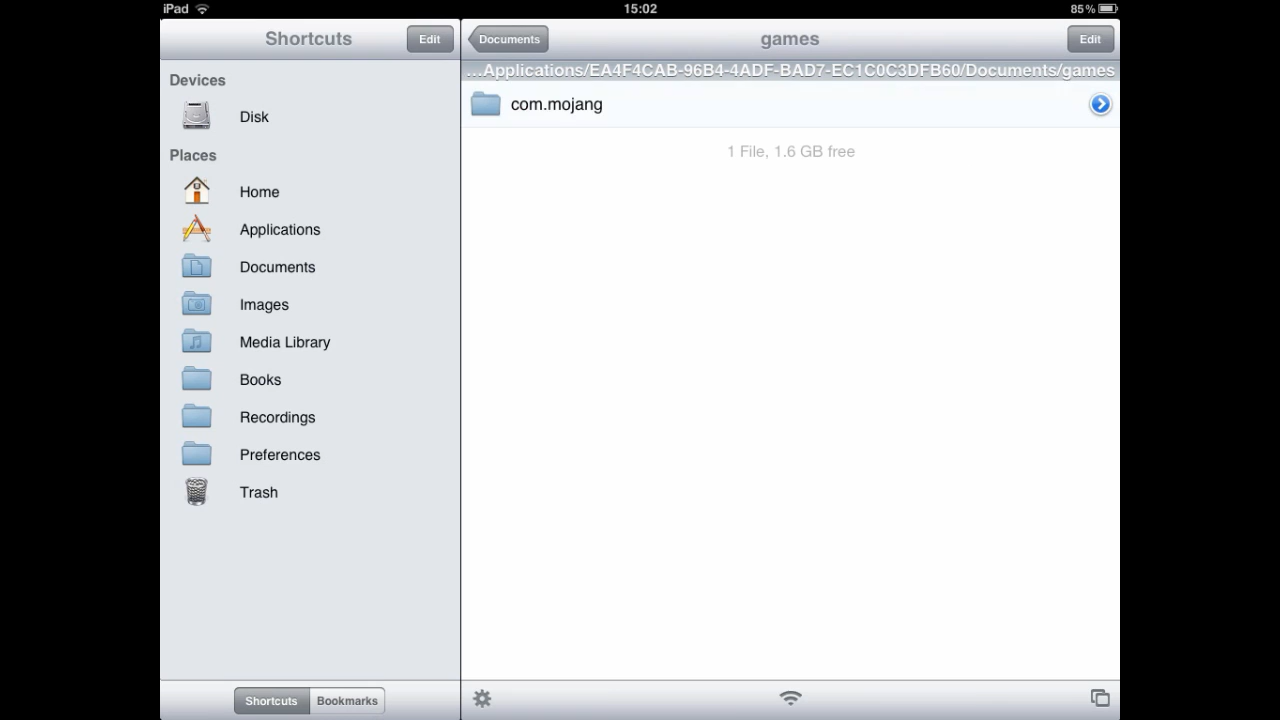 iPad
15:02
85%
Shortcuts
Edit
Documents
games
Edit
...Applications/EA4F4CAB-96B4-4ADF-BAD7-EC1C0C3DFB60/Documents/games
Devices
Disk
Places
Home
Applications
Documents
Images
Media Library
Books
Recordings
Preferences
Trash
com.mojang
1 File, 1.6 GB free
Shortcuts
Bookmarks